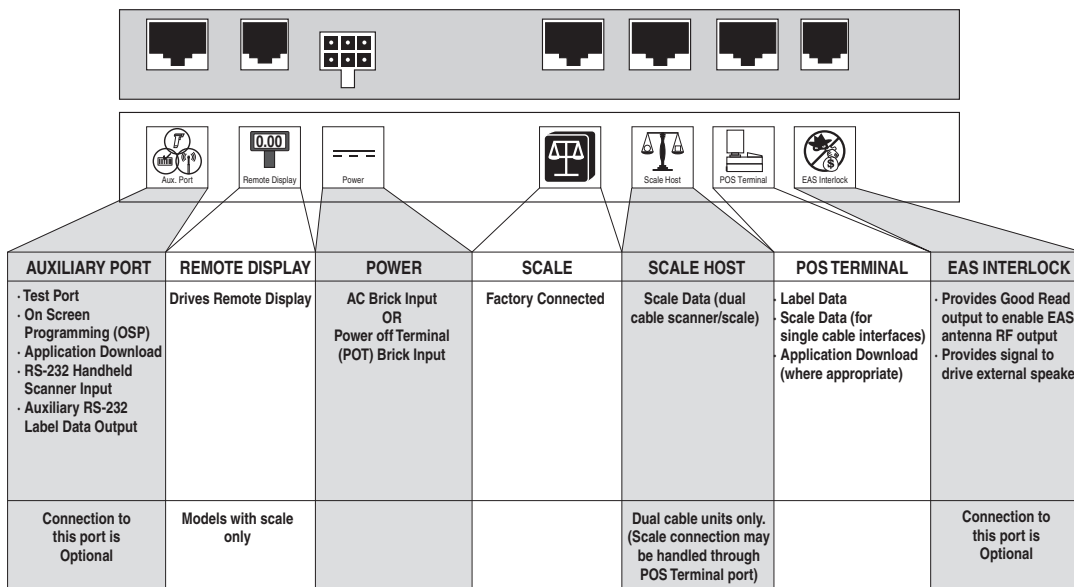 0.00
Aux. Port
Remote Display
Power
Scale Host
POS Terminal
EAS Interlock
$
AUXILIARY PORT
· Test Port
· On Screen
Programming (OSP)
· Application Download
· RS-232 Handheld
Scanner Input
· Auxiliary RS-232
Label Data Output
Connection to
this port is
Optional
REMOTE DISPLAY
Drives Remote Display
Models with scale
only
POWER
AC Brick Input
OR
Power off Terminal
(POT) Brick Input
SCALE
Factory Connected
SCALE HOST
Scale Data (dual
cable scanner/scale)
Dual cable units only.
(Scale connection may
be handled through
POS Terminal port)
POS TERMINAL
· Label Data
· Scale Data (for
single cable interfaces)
· Application Download
(where appropriate)
EAS INTERLOCK
· Provides Good Read
output to enable EAS
antenna RF output
· Provides signal to
drive external speake
Connection to
this port is
Optional